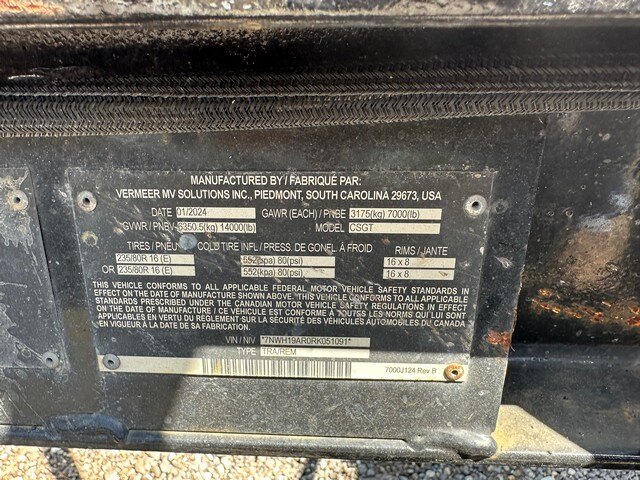 MANUFACTURED BY / FABRIQUÉ PAR:
VERMEER MV SOLUTIONS INC., PIEDMONT, SOUTH CAROLINA 29673, USA
DATE 01/2024 GAWR (EACH) / PNBE 3175(kg) 7000(lb)
GVWR / PNBV 6350.5(kg) 14000(lb) MODEL CSGT
TIRES / PNEU COLD TIRE INFL / PRESS. DE GONFL À FROID RIMS / JANTE
235/80R 16 (E) 552(kpa) 80(psi) 16 x 8
OR 235/80R 16 (E) 552(kpa) 80(psi) 16 x 8
THIS VEHICLE CONFORMS TO ALL APPLICABLE FEDERAL MOTOR VEHICLE SAFETY STANDARDS IN
EFFECT ON THE DATE OF MANUFACTURE SHOWN ABOVE. / THIS VEHICLE CONFORMS TO ALL APPLICABLE
STANDARDS PRESCRIBED UNDER THE CANADIAN MOTOR VEHICLE SAFETY REGULATIONS IN EFFECT
ON THE DATE OF MANUFACTURE / CE VÉHICULE EST CONFORME À TOUTES LES NORMES QUI LUI SONT
APPLICABLES EN VERTU DU RÈGLEMENT SUR LA SÉCURITÉ DES VÉHICULES AUTOMOBILES DU CANADA
EN VIGUEUR À LA DATE DE SA FABRICATION.
VIN / NIV *7NWH19AR0RK051091*
TYPE TRA/REM
7000J124 Rev B